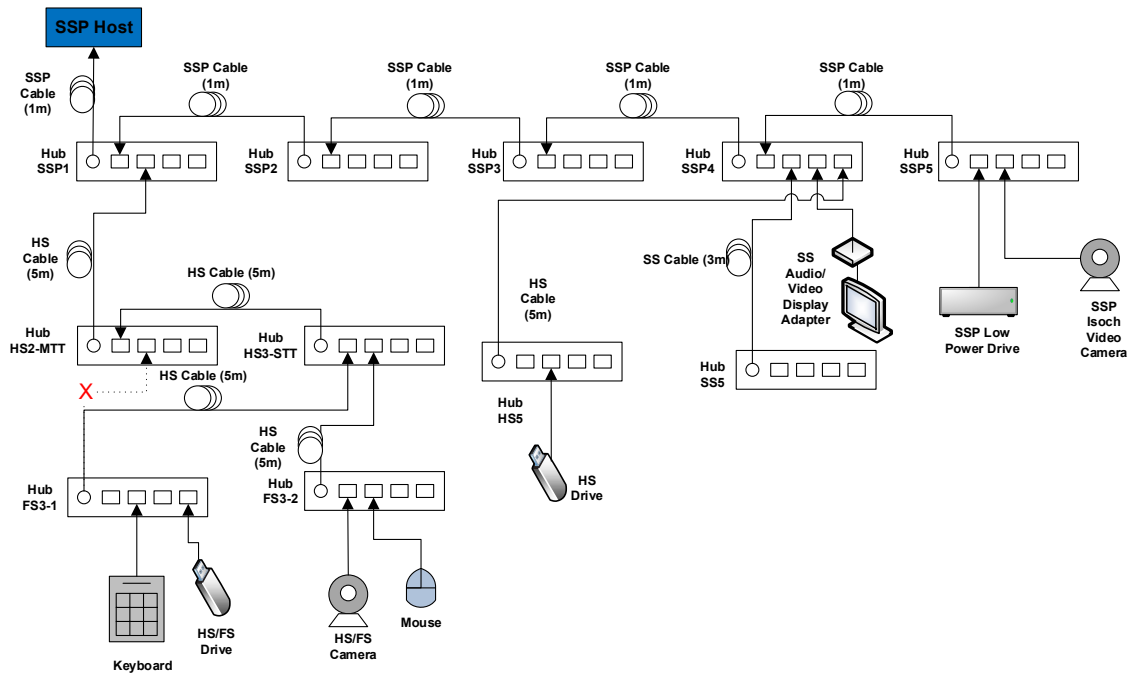 SSP Host
SSP
Cable
(1m)
SSP Cable
(1m)
SSP Cable
(1m)
SSP Cable
(1m)
SSP Cable
(1m)
Hub
SSP1
Hub
SSP2
Hub
SSP3
Hub
SSP4
Hub
SSP5
HS
Cable
(5m)
HS Cable (5m)
HS
Cable
(5m)
SS Cable (3m)
SS
Audio/
Video
Display
Adapter
SSP Low
Power Drive
SSP
Isoch
Video
Camera
Hub
HS2-MTT
Hub
HS3-STT
X
HS Cable (5m)
Hub
HS5
Hub
SS5
HS
Cable
(5m)
HS
Drive
Hub
FS3-1
Hub
FS3-2
Keyboard
HS/FS
Drive
HS/FS
Camera
Mouse